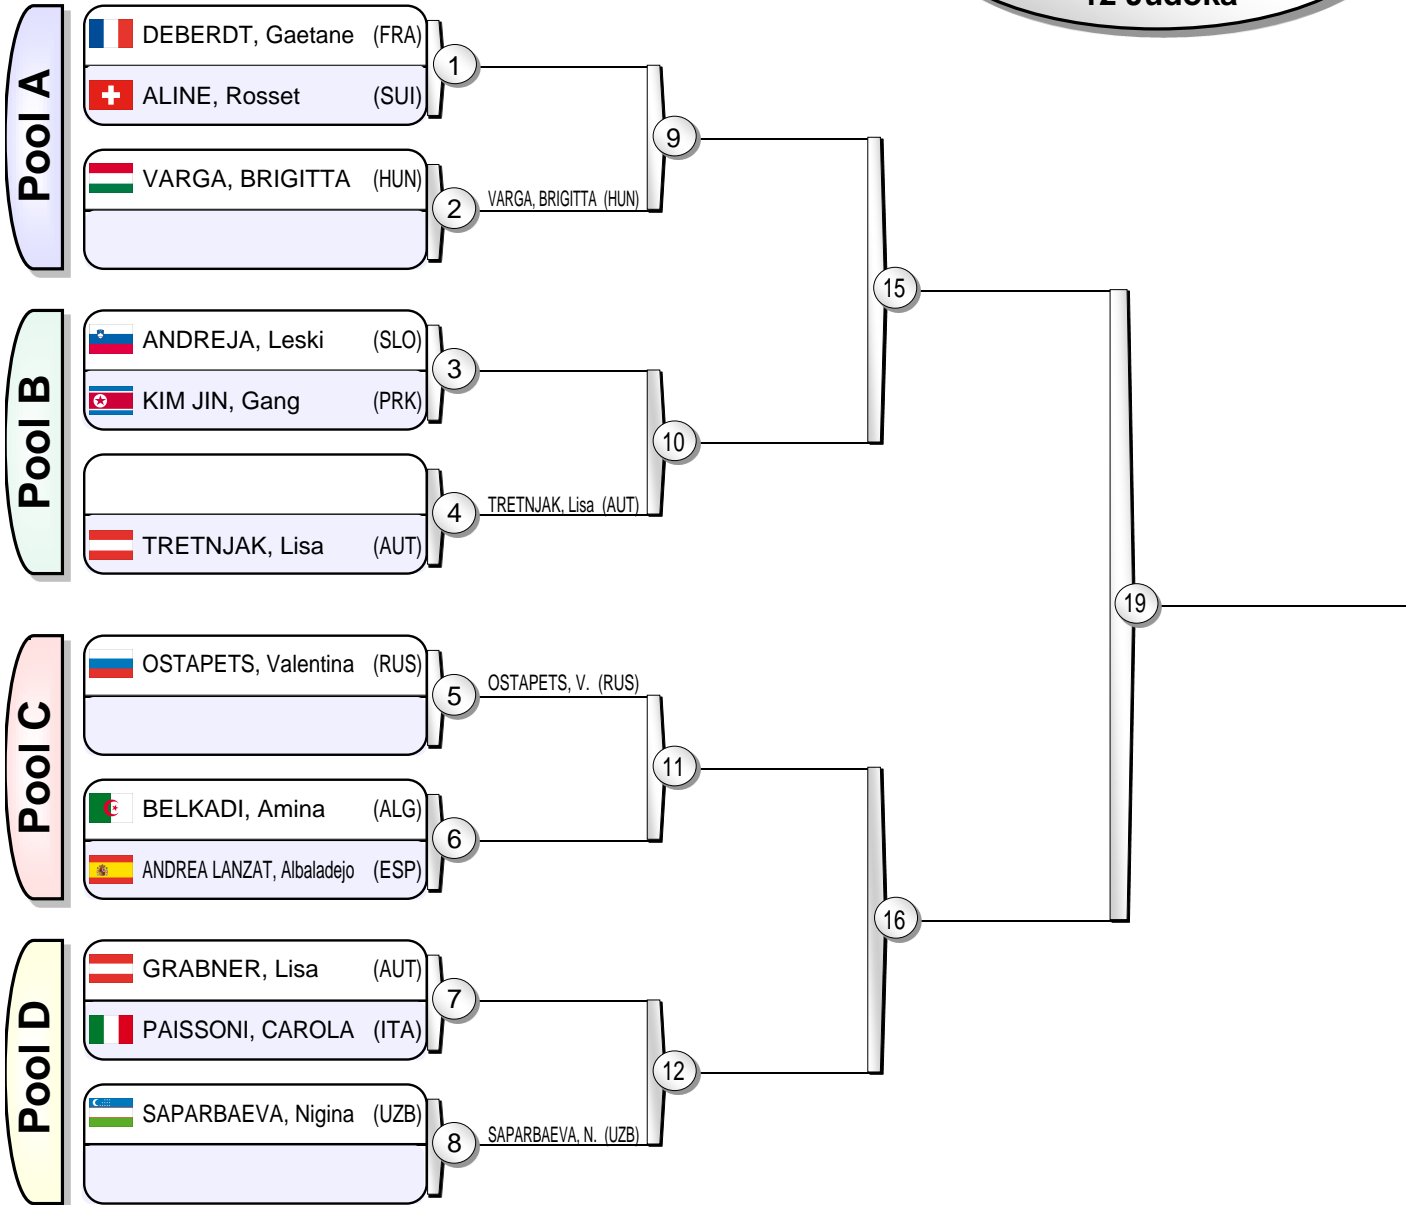 12 Judoka
Pool A
DEBERDT, Gaetane (FRA)
1
ALINE, Rosset (SUI)
9
VARGA, BRIGITTA (HUN)
2
VARGA, BRIGITTA (HUN)
15
Pool B
ANDREJA, Leski (SLO)
3
KIM JIN, Gang (PRK)
10
4
TRETNJAK, Lisa (AUT)
TRETNJAK, Lisa (AUT)
19
Pool C
OSTAPETS, Valentina (RUS)
5
OSTAPETS, V. (RUS)
11
BELKADI, Amina (ALG)
6
ANDREA LANZAT, Albaladejo (ESP)
16
Pool D
GRABNER, Lisa (AUT)
7
PAISSONI, CAROLA (ITA)
12
SAPARBAEVA, Nigina (UZB)
8
SAPARBAEVA, N. (UZB)